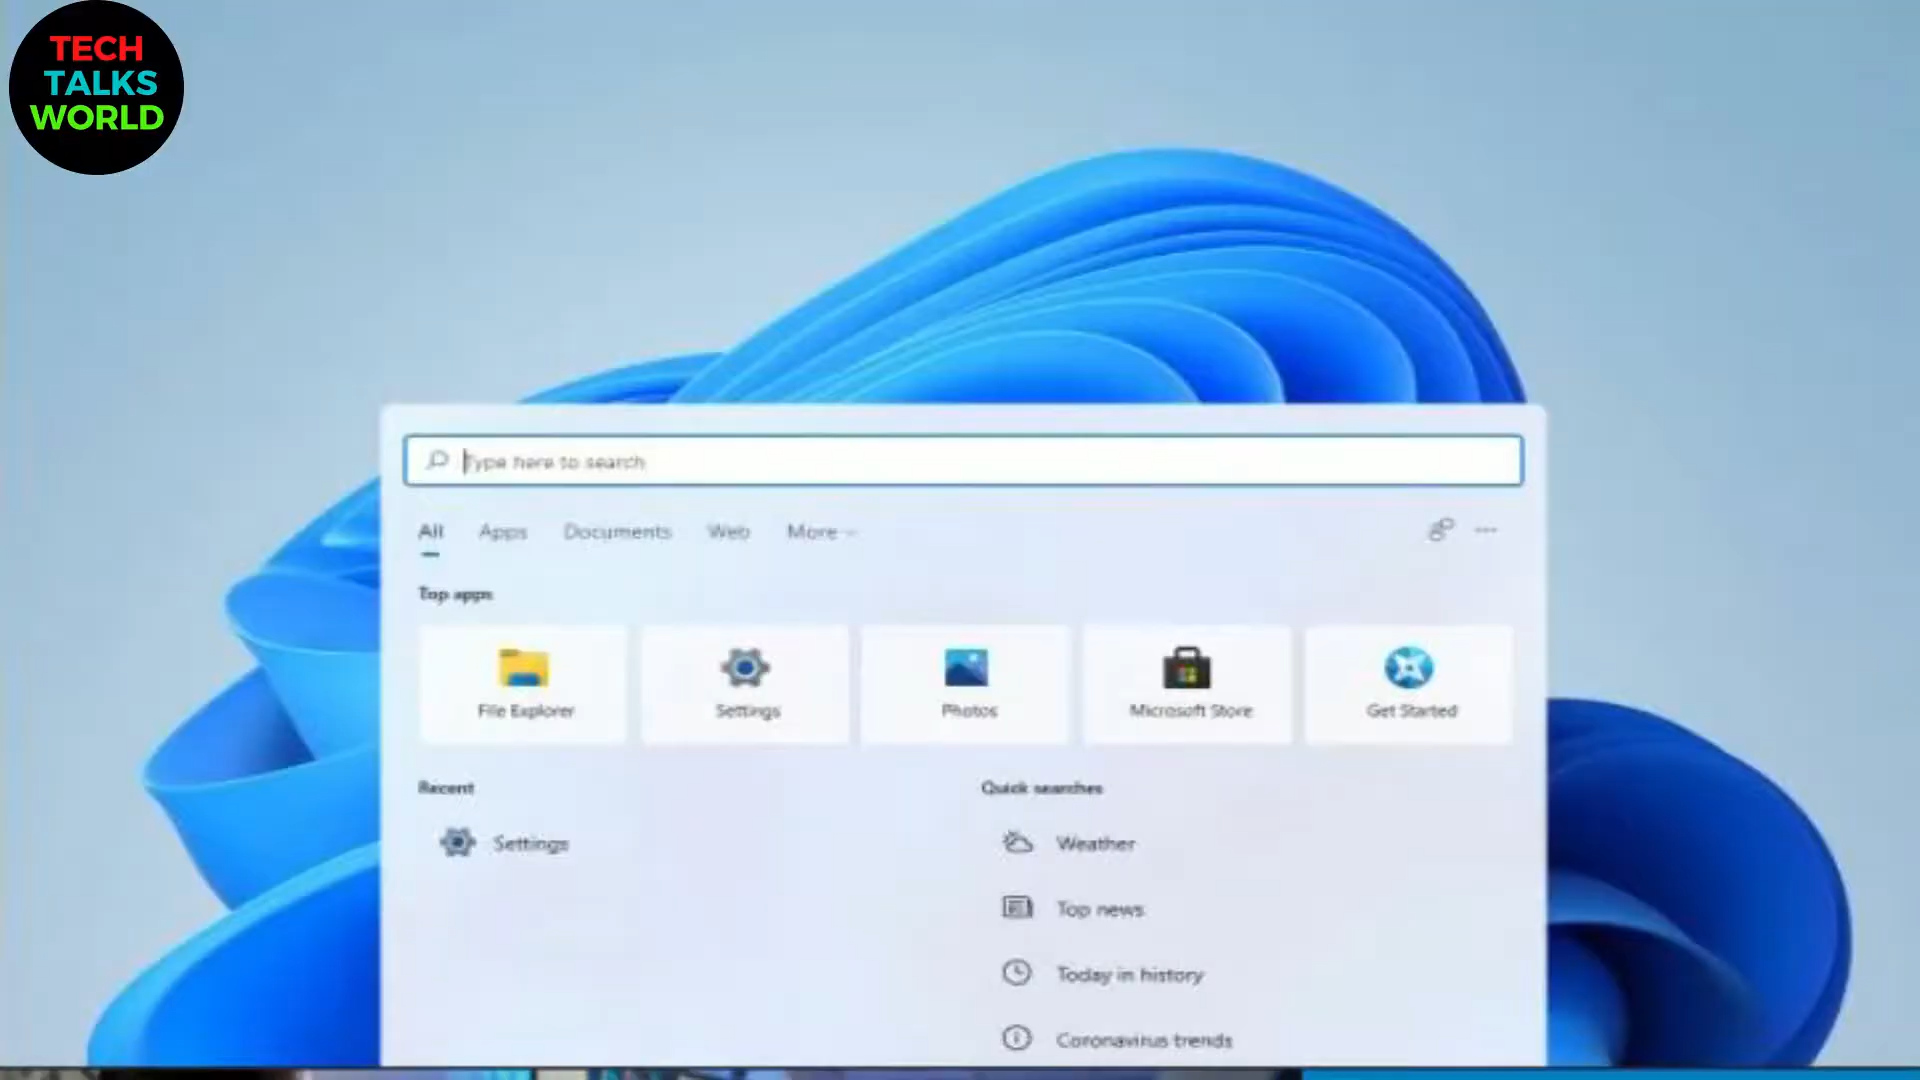 TECH
TALKS
WORLD
Type here to search
All Apps Documents Web More
Top apps
File Explorer Settings Photos Microsoft Store Get Started
Recent Quick searches
Settings Weather
Top news
Today in history
Coronavirus trends